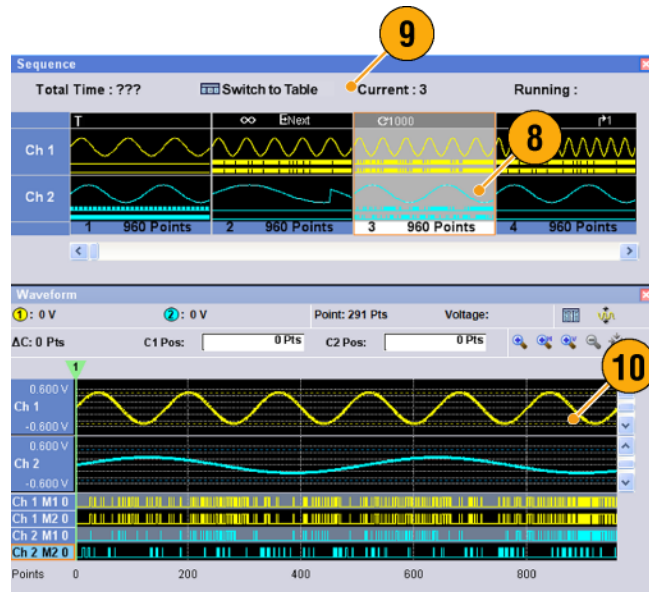 9
Sequence
Total Time : ??? Switch to Table Current : 3 Running :
T ∞ Next 1000 1
8
Ch 1
Ch 2
1 960 Points 2 960 Points 3 960 Points 4 960 Points
Waveform
1 : 0 V 2 : 0 V Point: 291 Pts Voltage:
ΔC: 0 Pts C1 Pos: 0 Pts C2 Pos: 0 Pts
1
10
0.600 V
Ch 1
-0.600 V
0.600 V
Ch 2
-0.600 V
Ch 1 M1 0
Ch 1 M2 0
Ch 2 M1 0
Ch 2 M2 0
Points 0 200 400 600 800